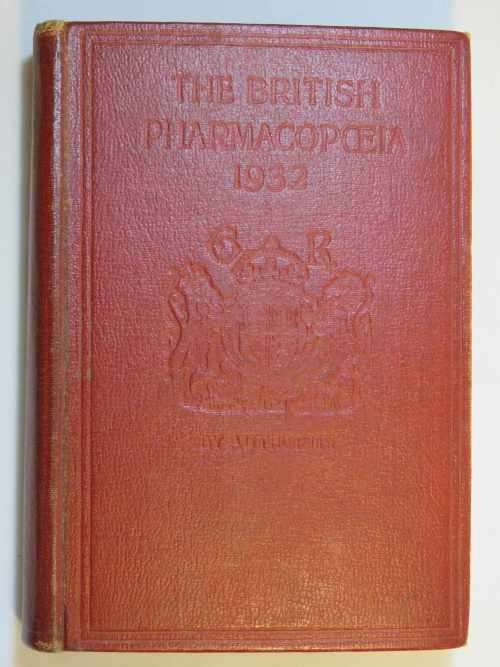 THE BRITISH
PHARMACOPŒIA
1932
G R
BY AUTHORITY